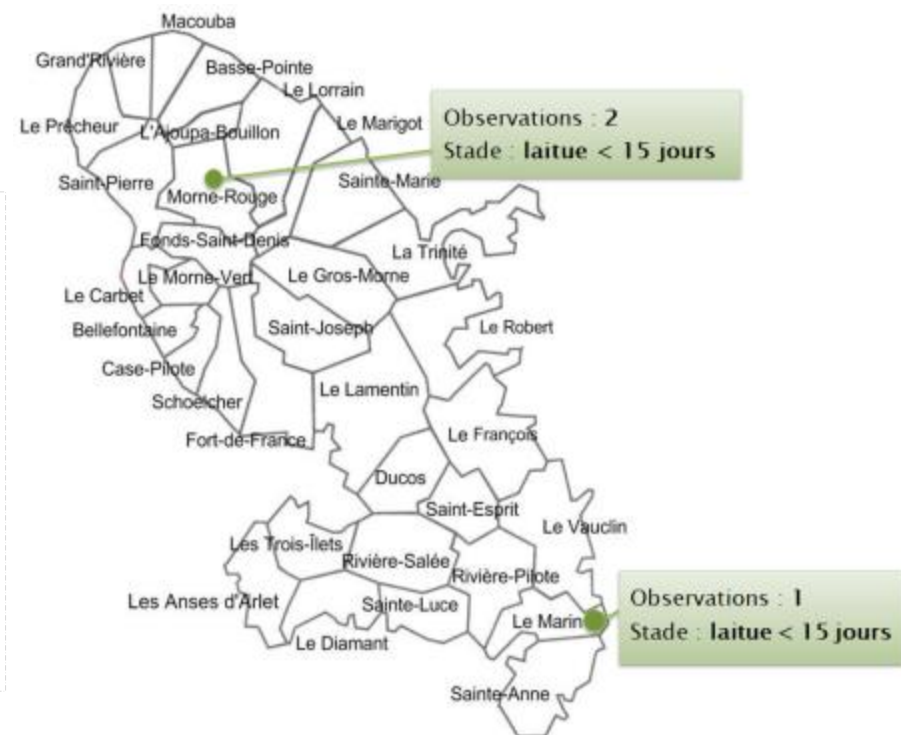 Macouba
Grand'Rivière
Basse-Pointe
Le Lorrain
Observations : 2
Stade : laitue < 15 jours
Le Prêcheur
L'Ajoupa-Bouillon
Le Marigot
Saint-Pierre
Morne-Rouge
Sainte-Marie
Fonds-Saint-Denis
La Trinité
Le Morne-Vert
Le Gros-Morne
Le Carbet
Bellefontaine
Saint-Joseph
Le Robert
Case-Pilote
Le Lamentin
Schoelcher
Fort-de-France
Le François
Ducos
Saint-Esprit
Le Vauclin
Les Trois-Îlets
Rivière-Salée
Rivière-Pilote
Les Anses d'Arlet
Sainte-Luce
Le Marin
Observations : 1
Stade : laitue < 15 jours
Le Diamant
Sainte-Anne